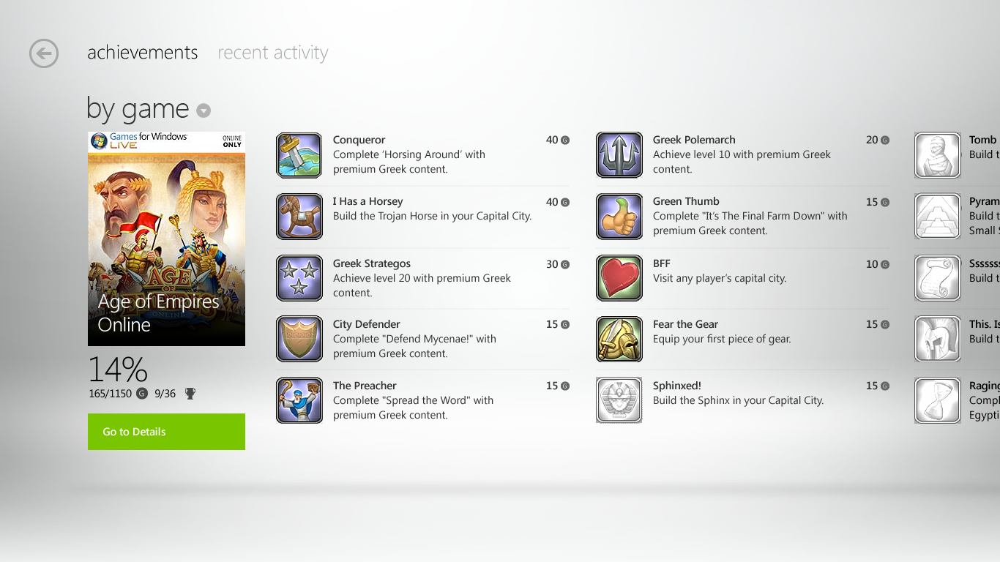 achievements recent activity
by game
Games for Windows
LIVE
ONLINE
ONLY
AGE
OF
ONLINE
Age of Empires
Online
14%
165/1150 G 9/36
Go to Details
Conqueror 40 G
Complete ‘Horsing Around’ with
premium Greek content.
I Has a Horsey 40 G
Build the Trojan Horse in your Capital City.
Greek Strategos 30 G
Achieve level 20 with premium Greek
content.
City Defender 15 G
Complete "Defend Mycenae!" with
premium Greek content.
The Preacher 15 G
Complete "Spread the Word" with
premium Greek content.
Greek Polemarch 20 G
Achieve level 10 with premium Greek
content.
Green Thumb 15 G
Complete "It’s The Final Farm Down" with
premium Greek content.
BFF 10 G
Visit any player’s capital city.
Fear the Gear 15 G
Equip your first piece of gear.
Sphinxed! 15 G
Build the Sphinx in your Capital City.
Tomb
Build t
Pyram
Build t
Small S
Sssssss
Build t
This. Is
Build t
Raging
Compl
Egypti